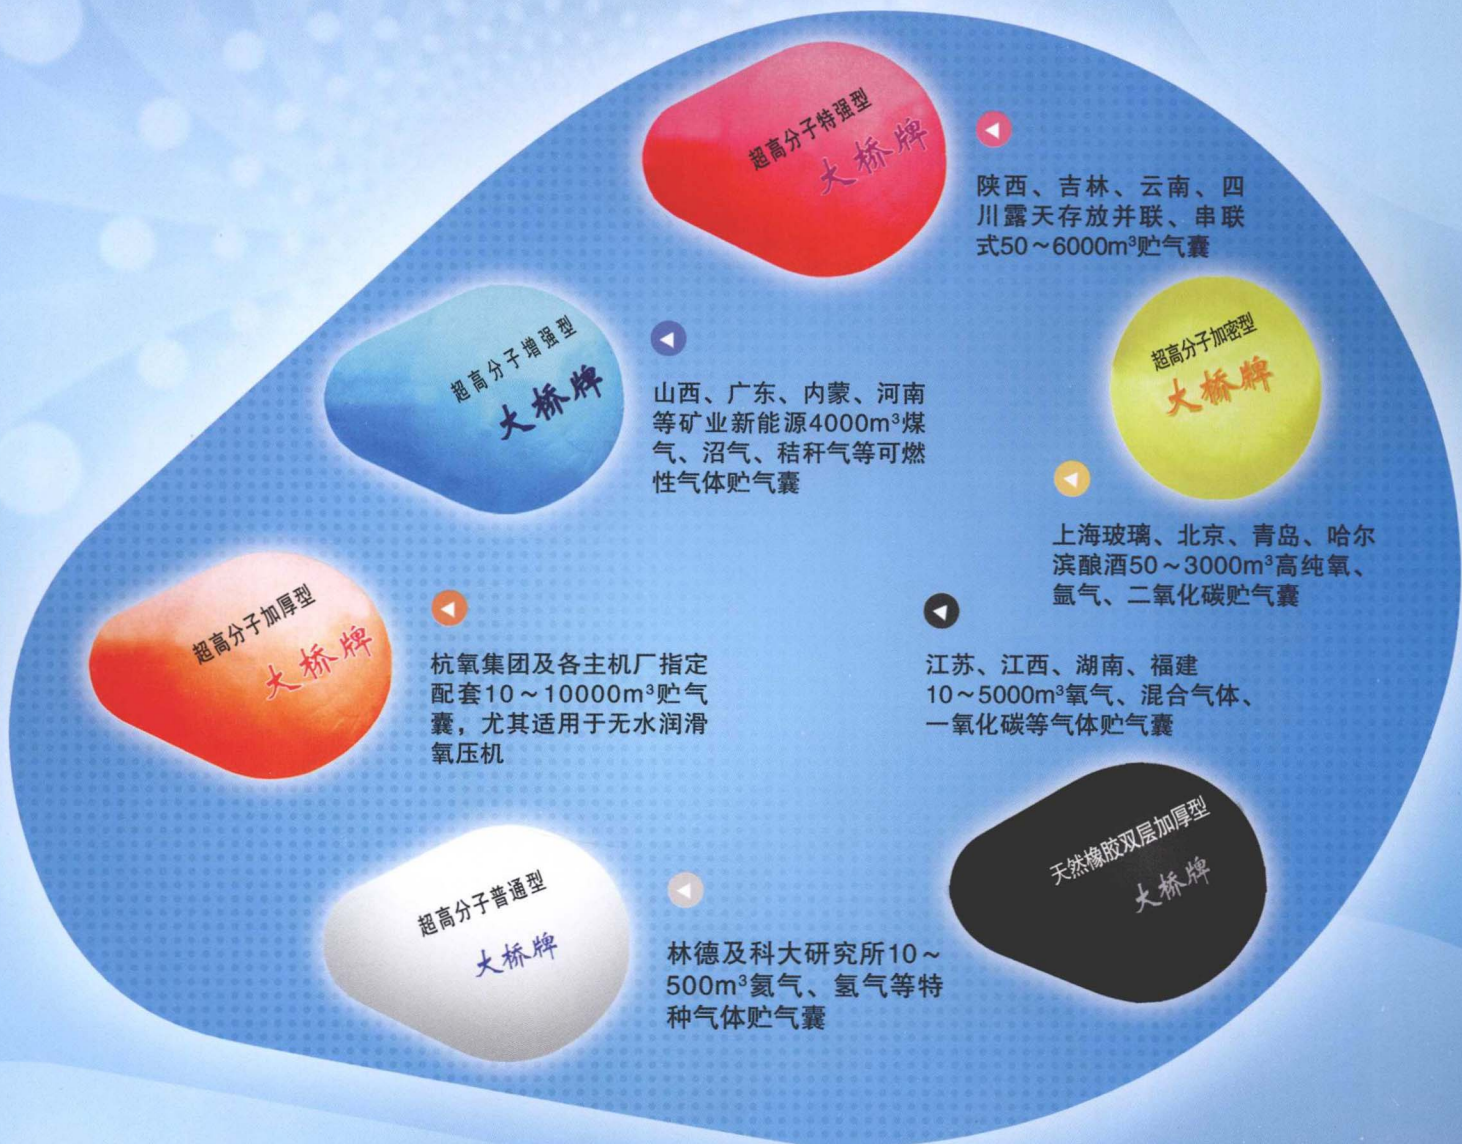 超高分子特强型
大桥牌
陕西、吉林、云南、四
川露天存放并联、串联
式50～6000m³贮气囊
超高分子增强型
大桥牌
山西、广东、内蒙、河南
等矿业新能源4000m³煤
气、沼气、秸秆气等可燃
性气体贮气囊
超高分子加密型
大桥牌
上海玻璃、北京、青岛、哈尔
滨酿酒50～3000m³高纯氧、
氩气、二氧化碳贮气囊
超高分子加厚型
大桥牌
杭氧集团及各主机厂指定
配套10～10000m³贮气
囊，尤其适用于无水润滑
氧压机
江苏、江西、湖南、福建
10～5000m³氧气、混合气体、
一氧化碳等气体贮气囊
天然橡胶双层加厚型
大桥牌
超高分子普通型
大桥牌
林德及科大研究所10～
500m³氦气、氢气等特
种气体贮气囊